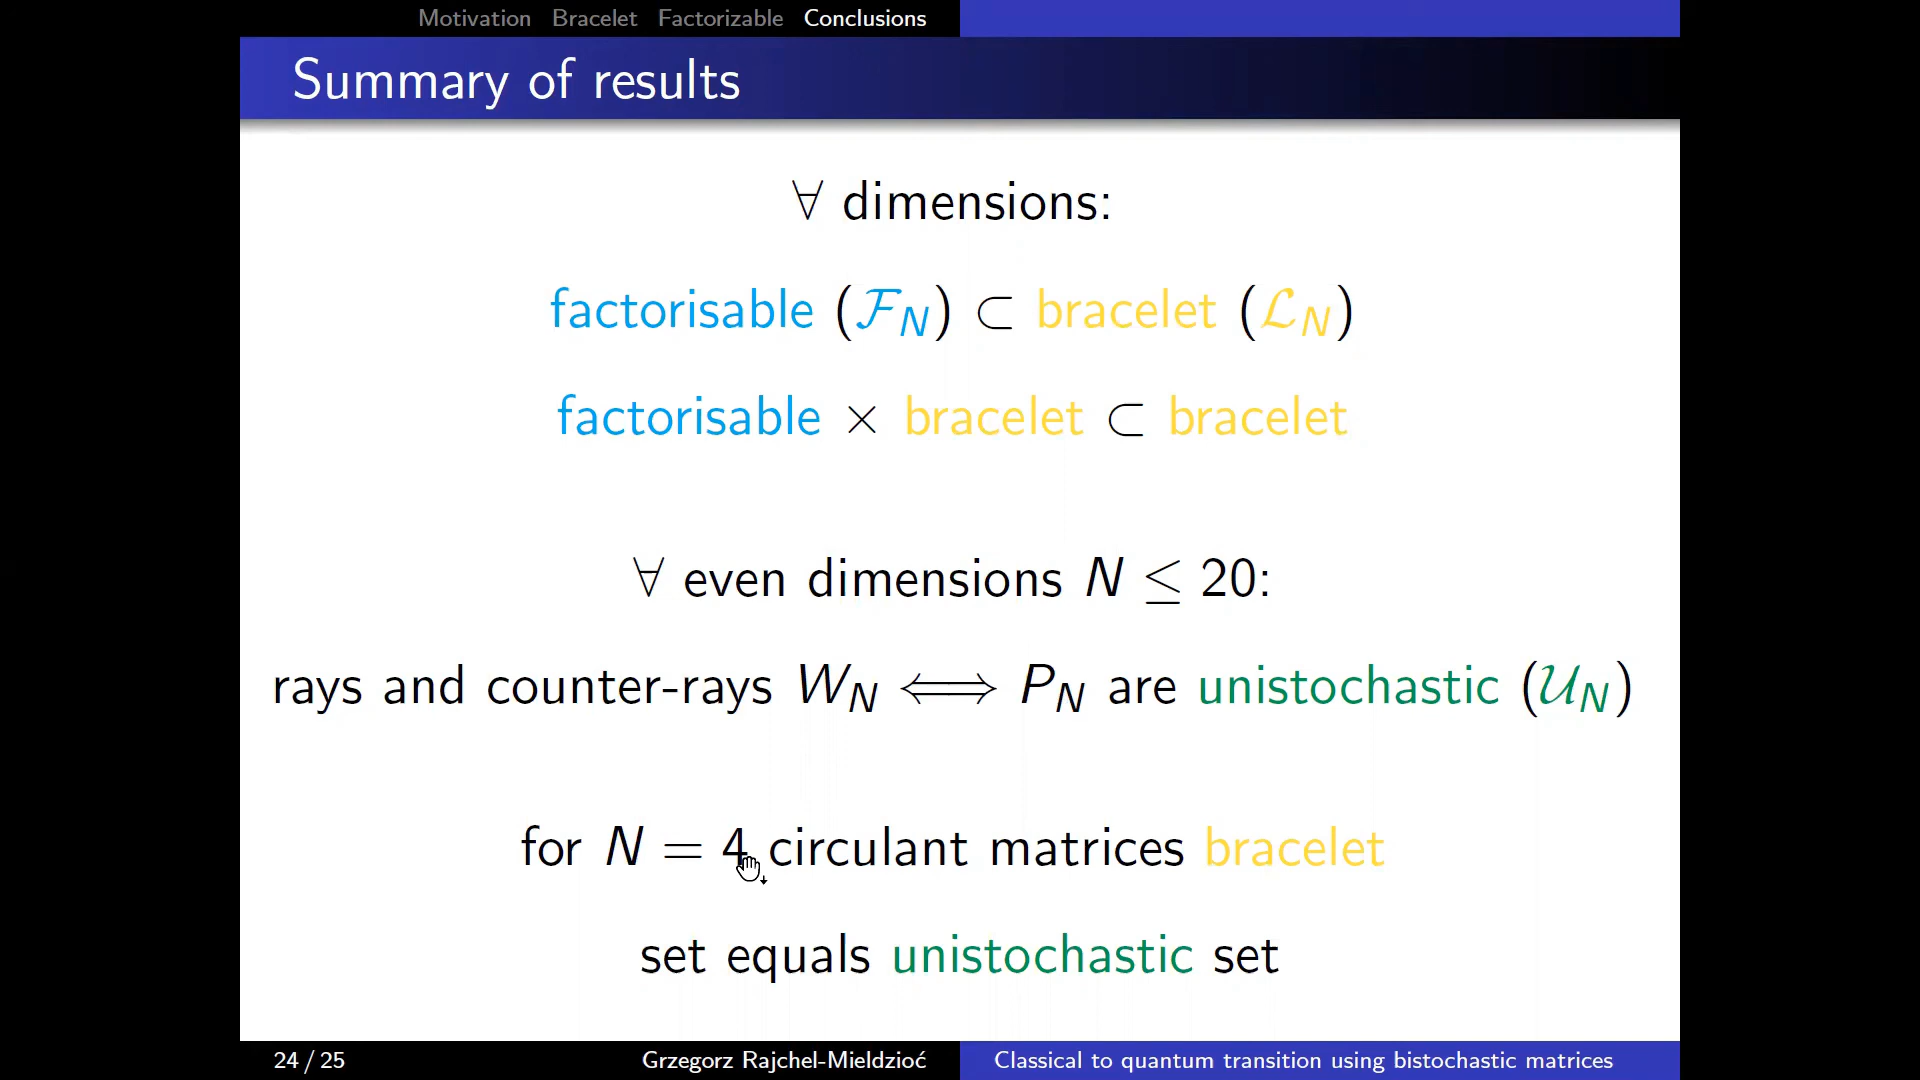 Motivation Bracelet Factorizable Conclusions
Summary of results
∀ dimensions:
factorisable (ℱ_N) ⊂ bracelet (ℒ_N)
factorisable × bracelet ⊂ bracelet
∀ even dimensions N ≤ 20:
rays and counter-rays W_N ⟺ P_N are unistochastic (𝒰_N)
for N = 4 circulant matrices bracelet
set equals unistochastic set
24 / 25 Grzegorz Rajchel-Mieldzioć Classical to quantum transition using bistochastic matrices